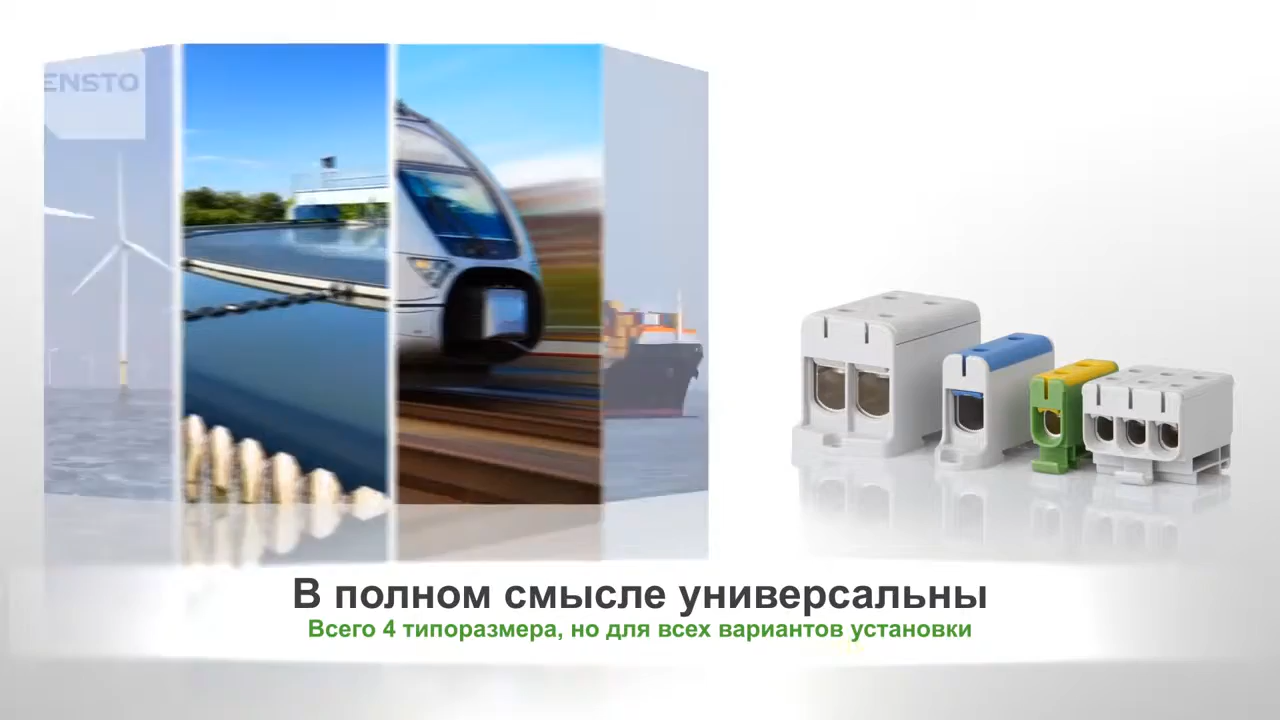 ENSTO
В полном смысле универсальны
Всего 4 типоразмера, но для всех вариантов установки